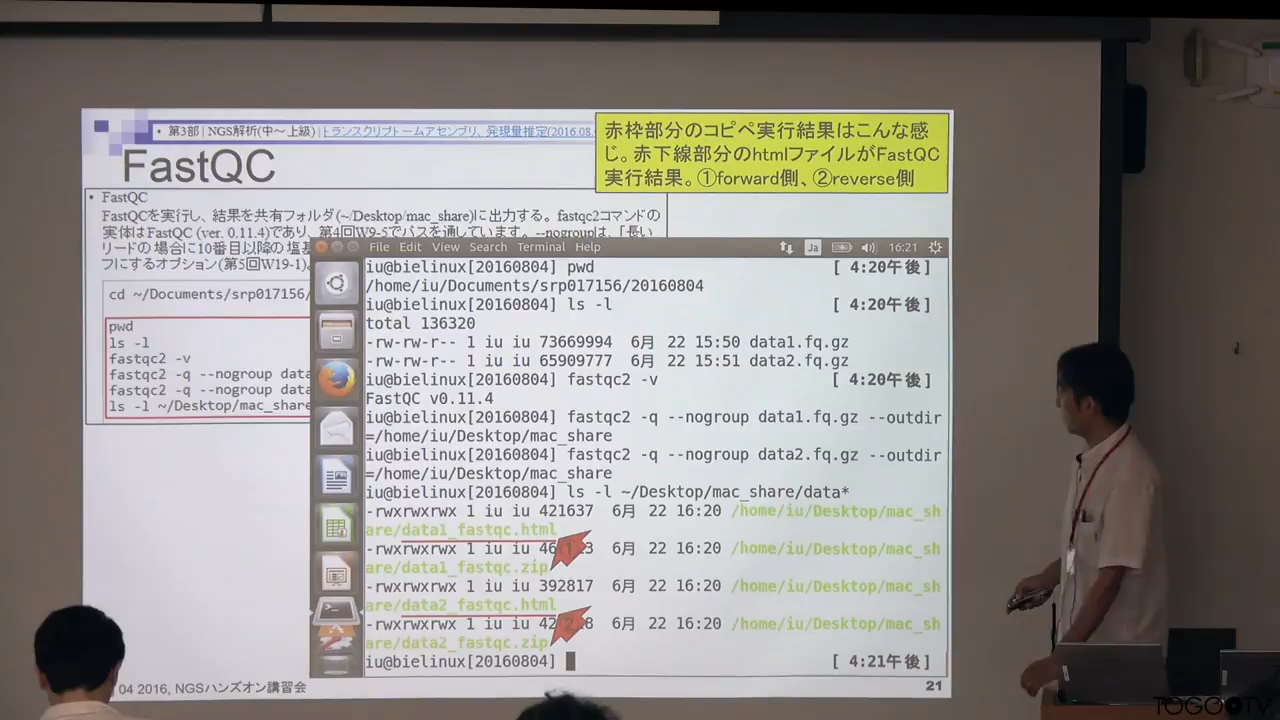 • 第3部 | NGS解析(中～上級) | トランスクリプトームアセンブリ、発現量推定(2016.08.
赤枠部分のコピペ実行結果はこんな感
じ。赤下線部分のhtmlファイルがFastQC
実行結果。①forward側、②reverse側
FastQC
• FastQC
FastQCを実行し、結果を共有フォルダ(~/Desktop/mac_share)に出力する。fastqc2コマンドの
実体はFastQC (ver. 0.11.4)であり、第4回W9-5でパスを通しています。--nogroupは、「長い
リードの場合に10番目以降の塩基
フにするオプション(第5回W19-1)。
cd ~/Documents/srp017156/
pwd
ls -l
fastqc2 -v
fastqc2 -q --nogroup data
fastqc2 -q --nogroup data
ls -l ~/Desktop/mac_share
File Edit View Search Terminal Help Ja 16:21
iu@bielinux[20160804] pwd [ 4:20午後]
/home/iu/Documents/srp017156/20160804
iu@bielinux[20160804] ls -l [ 4:20午後]
total 136320
-rw-rw-r-- 1 iu iu 73669994 6月 22 15:50 data1.fq.gz
-rw-rw-r-- 1 iu iu 65909777 6月 22 15:51 data2.fq.gz
iu@bielinux[20160804] fastqc2 -v [ 4:20午後]
FastQC v0.11.4
iu@bielinux[20160804] fastqc2 -q --nogroup data1.fq.gz --outdir
=/home/iu/Desktop/mac_share
iu@bielinux[20160804] fastqc2 -q --nogroup data2.fq.gz --outdir
=/home/iu/Desktop/mac_share
iu@bielinux[20160804] ls -l ~/Desktop/mac_share/data*
-rwxrwxrwx 1 iu iu 421637 6月 22 16:20 /home/iu/Desktop/mac_sh
are/data1_fastqc.html
-rwxrwxrwx 1 iu iu 6月 22 16:20 /home/iu/Desktop/mac_sh
are/data1_fastqc.zip
-rwxrwxrwx 1 iu iu 392817 6月 22 16:20 /home/iu/Desktop/mac_sh
are/data2_fastqc.html
-rwxrwxrwx 1 iu iu 6月 22 16:20 /home/iu/Desktop/mac_sh
are/data2_fastqc.zip
iu@bielinux[20160804] [ 4:21午後]
04 2016, NGSハンズオン講習会
21
TOGOTV